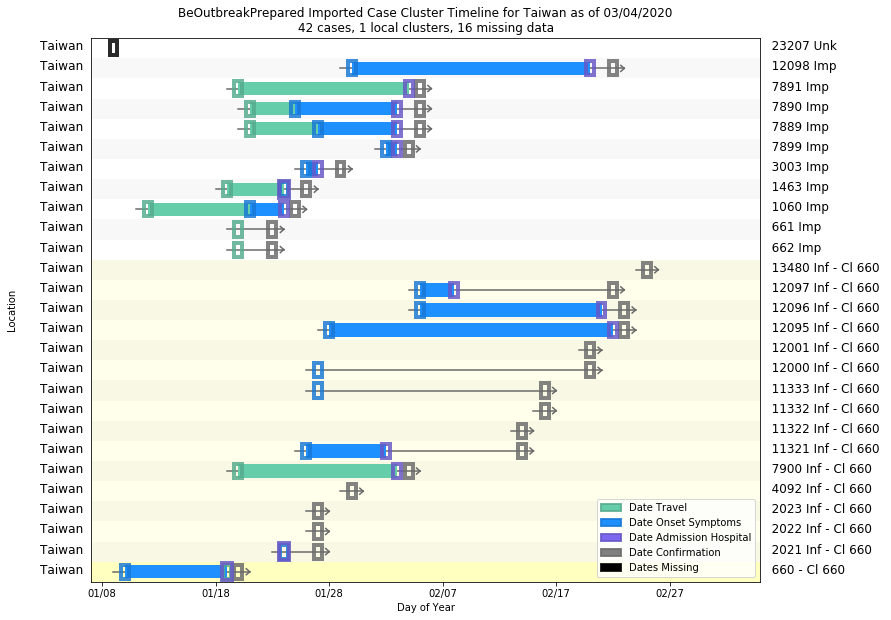 BeOutbreakPrepared Imported Case Cluster Timeline for Taiwan as of 03/04/2020
42 cases, 1 local clusters, 16 missing data
Taiwan 23207 Unk
Taiwan 12098 Imp
Taiwan 7891 Imp
Taiwan 7890 Imp
Taiwan 7889 Imp
Taiwan 7899 Imp
Taiwan 3003 Imp
Taiwan 1463 Imp
Taiwan 1060 Imp
Taiwan 661 Imp
Taiwan 662 Imp
Taiwan 13480 Inf - Cl 660
Taiwan 12097 Inf - Cl 660
Taiwan 12096 Inf - Cl 660
Taiwan 12095 Inf - Cl 660
Taiwan 12001 Inf - Cl 660
Taiwan 12000 Inf - Cl 660
Taiwan 11333 Inf - Cl 660
Taiwan 11332 Inf - Cl 660
Taiwan 11322 Inf - Cl 660
Taiwan 11321 Inf - Cl 660
Taiwan 7900 Inf - Cl 660
Taiwan 4092 Inf - Cl 660
Taiwan 2023 Inf - Cl 660
Taiwan 2022 Inf - Cl 660
Taiwan 2021 Inf - Cl 660
Taiwan 660 - Cl 660
Location
Date Travel
Date Onset Symptoms
Date Admission Hospital
Date Confirmation
Dates Missing
01/08 01/18 01/28 02/07 02/17 02/27
Day of Year